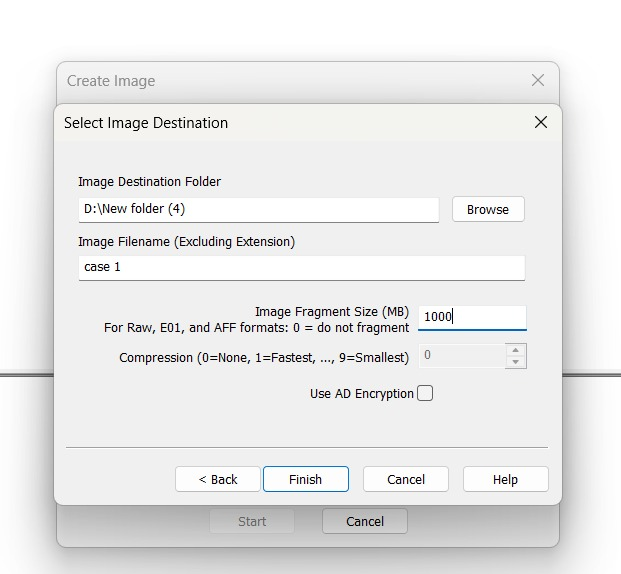 Create Image
Select Image Destination
Image Destination Folder
D:\New folder (4)
Browse
Image Filename (Excluding Extension)
case 1
Image Fragment Size (MB)
1000
For Raw, E01, and AFF formats: 0 = do not fragment
Compression (0=None, 1=Fastest, ..., 9=Smallest)
0
Use AD Encryption
< Back
Finish
Cancel
Help
Start
Cancel